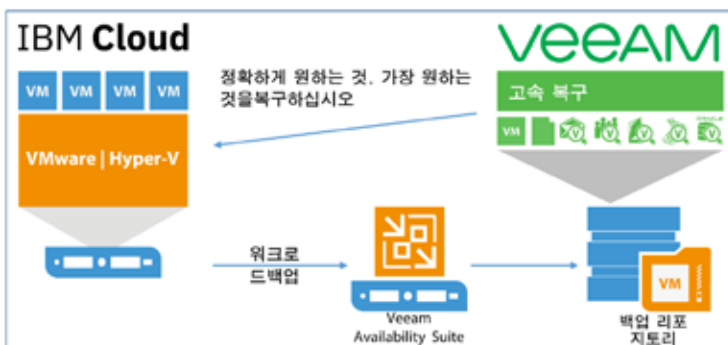 IBM Cloud
VM VM VM VM
VMware | Hyper-V
정확하게 원하는 것. 가장 원하는
것을복구하십시오
veeam
고속 복구
VM
워크로
드백업
Veeam
Availability Suite
VM
백업 리포
지토리